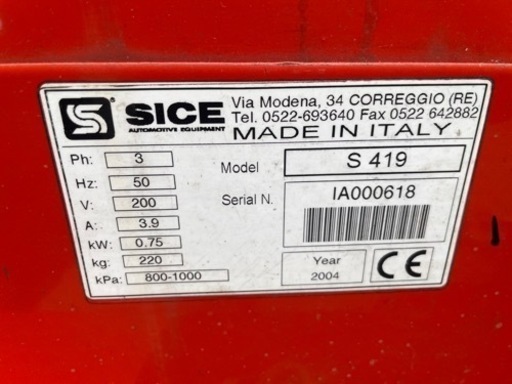 SICE
AUTOMOTIVE EQUIPMENT
Via Modena, 34 CORREGGIO (RE)
Tel. 0522-693640 Fax 0522 642882
MADE IN ITALY
Ph: 3
Hz: 50
V: 200
A: 3.9
kW: 0.75
kg: 220
kPa: 800-1000
Model S 419
Serial N. IA000618
Year
2004
CE